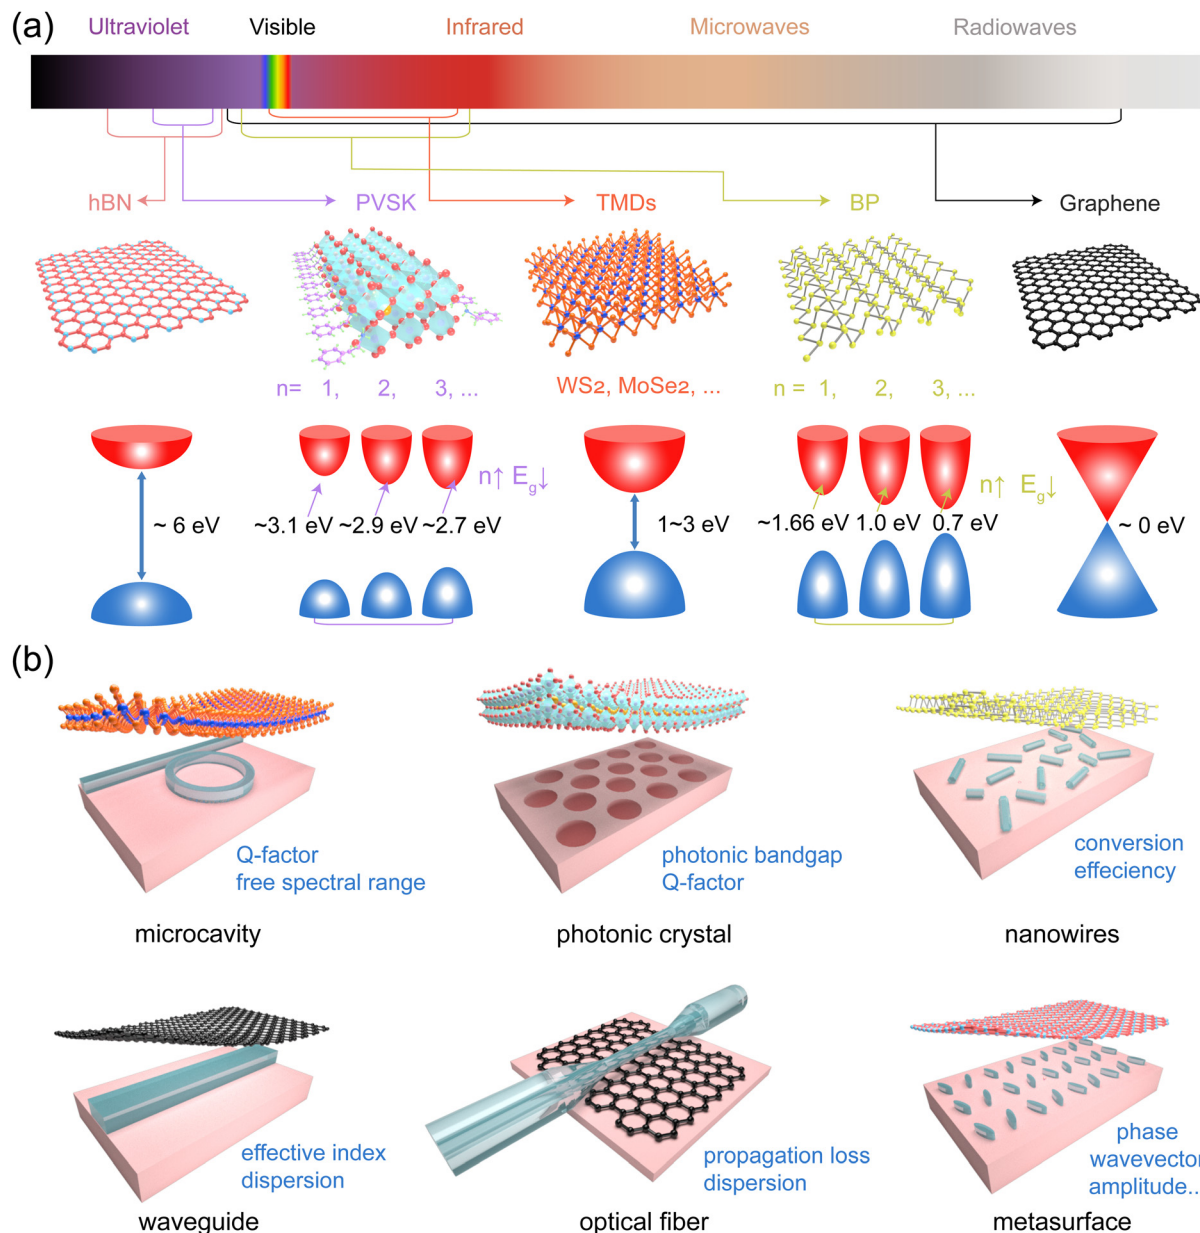 (a)
Ultraviolet Visible Infrared Microwaves Radiowaves
hBN PVSK TMDs BP Graphene
n= 1, 2, 3, ... WS2, MoSe2, ... n = 1, 2, 3, ...
n↑ Eg↓ n↑ Eg↓
~ 6 eV ~3.1 eV ~2.9 eV ~2.7 eV 1~3 eV ~1.66 eV 1.0 eV 0.7 eV ~ 0 eV
(b)
Q-factor
free spectral range
microcavity
photonic bandgap
Q-factor
photonic crystal
conversion
effeciency
nanowires
effective index
dispersion
waveguide
propagation loss
dispersion
optical fiber
phase
wavevector
amplitude..
metasurface